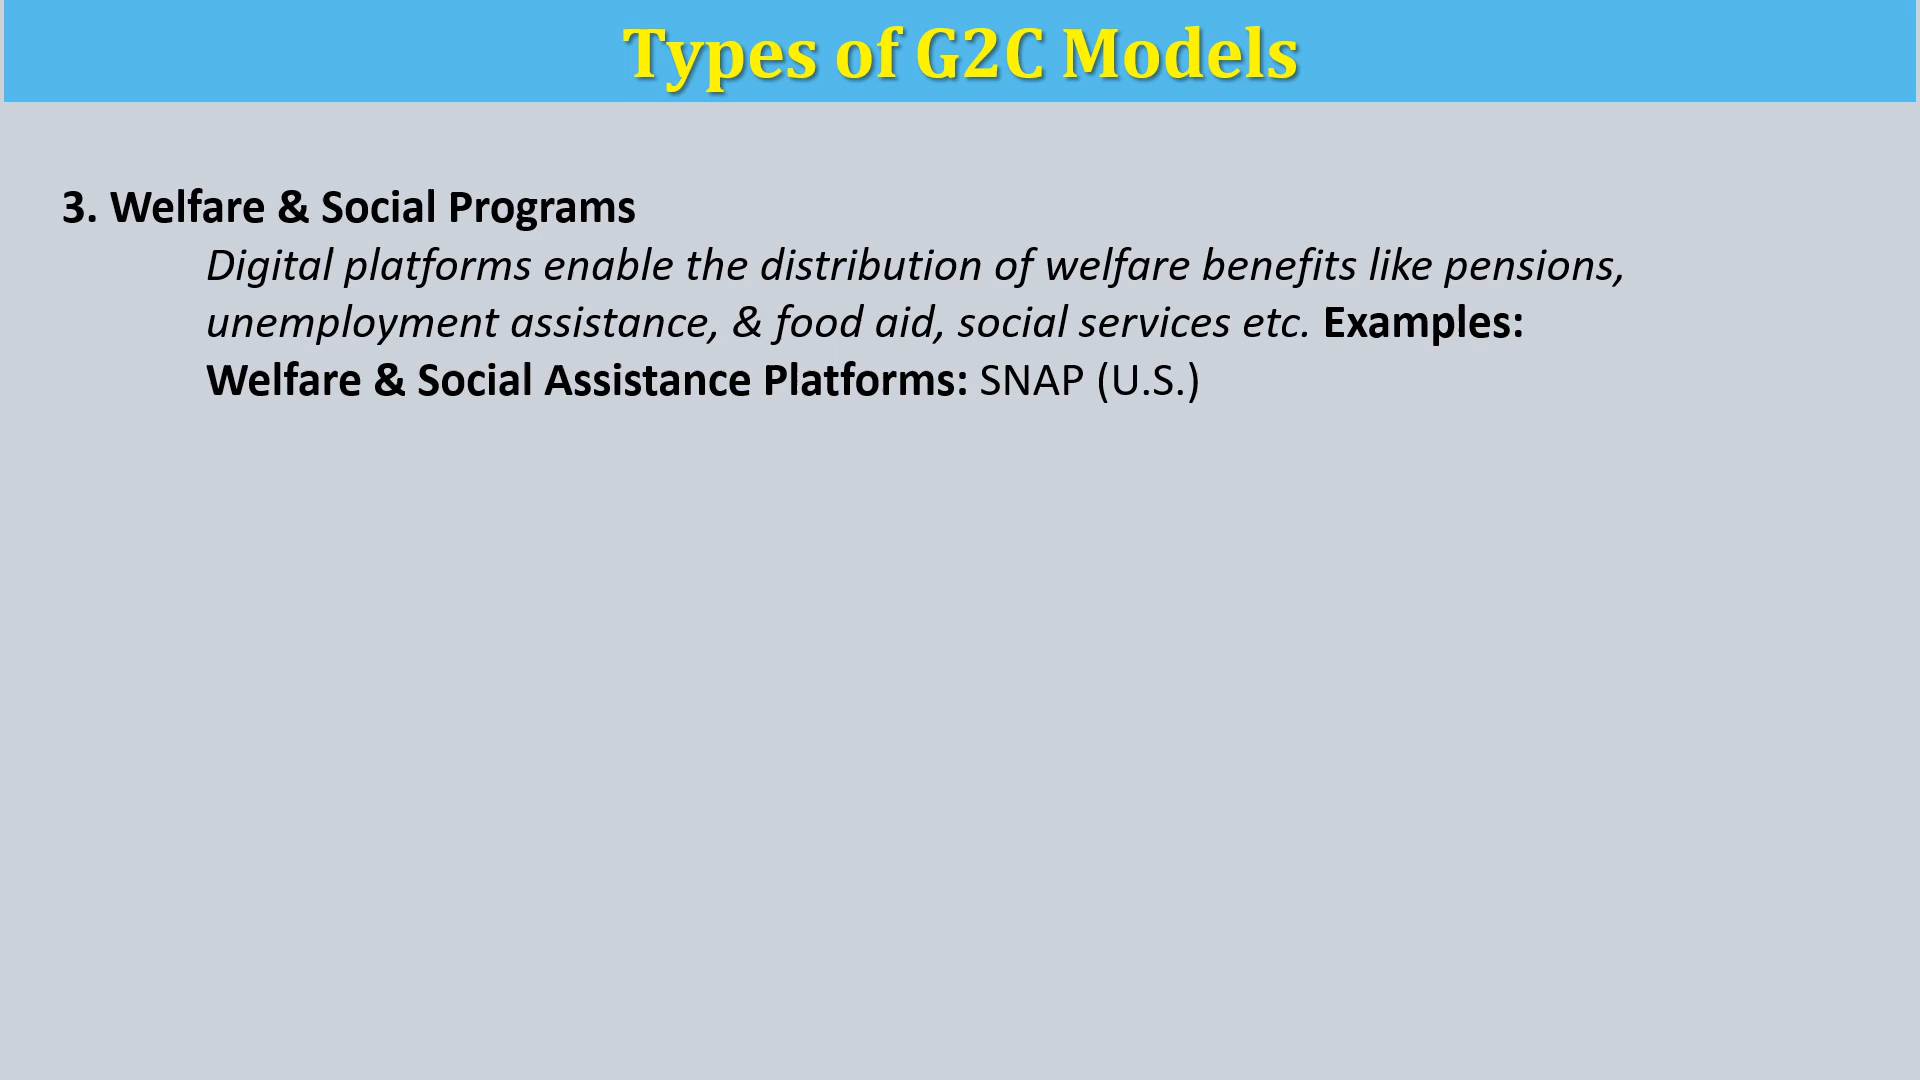 Types of G2C Models
3. Welfare & Social Programs
Digital platforms enable the distribution of welfare benefits like pensions,
unemployment assistance, & food aid, social services etc. Examples:
Welfare & Social Assistance Platforms: SNAP (U.S.)